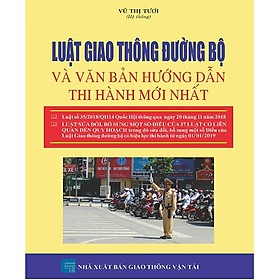 VŨ THỊ TƯƠI
(Hệ thống)
LUẬT GIAO THÔNG ĐƯỜNG BỘ
VÀ VĂN BẢN HƯỚNG DẪN
THI HÀNH MỚI NHẤT
Luật số 35/2018/QH14 Quốc Hội thông qua ngày 20 tháng 11 năm 2018
LUẬT SỬA ĐỔI, BỔ SUNG MỘT SỐ ĐIỀU CỦA 37 LUẬT CÓ LIÊN
QUAN ĐẾN QUY HOẠCH trong đó sửa đổi, bổ sung một số Điều của
Luật Giao thông đường bộ có hiệu lực thi hành từ ngày 01/01/2019
NHÀ XUẤT BẢN GIAO THÔNG VẬN TẢI